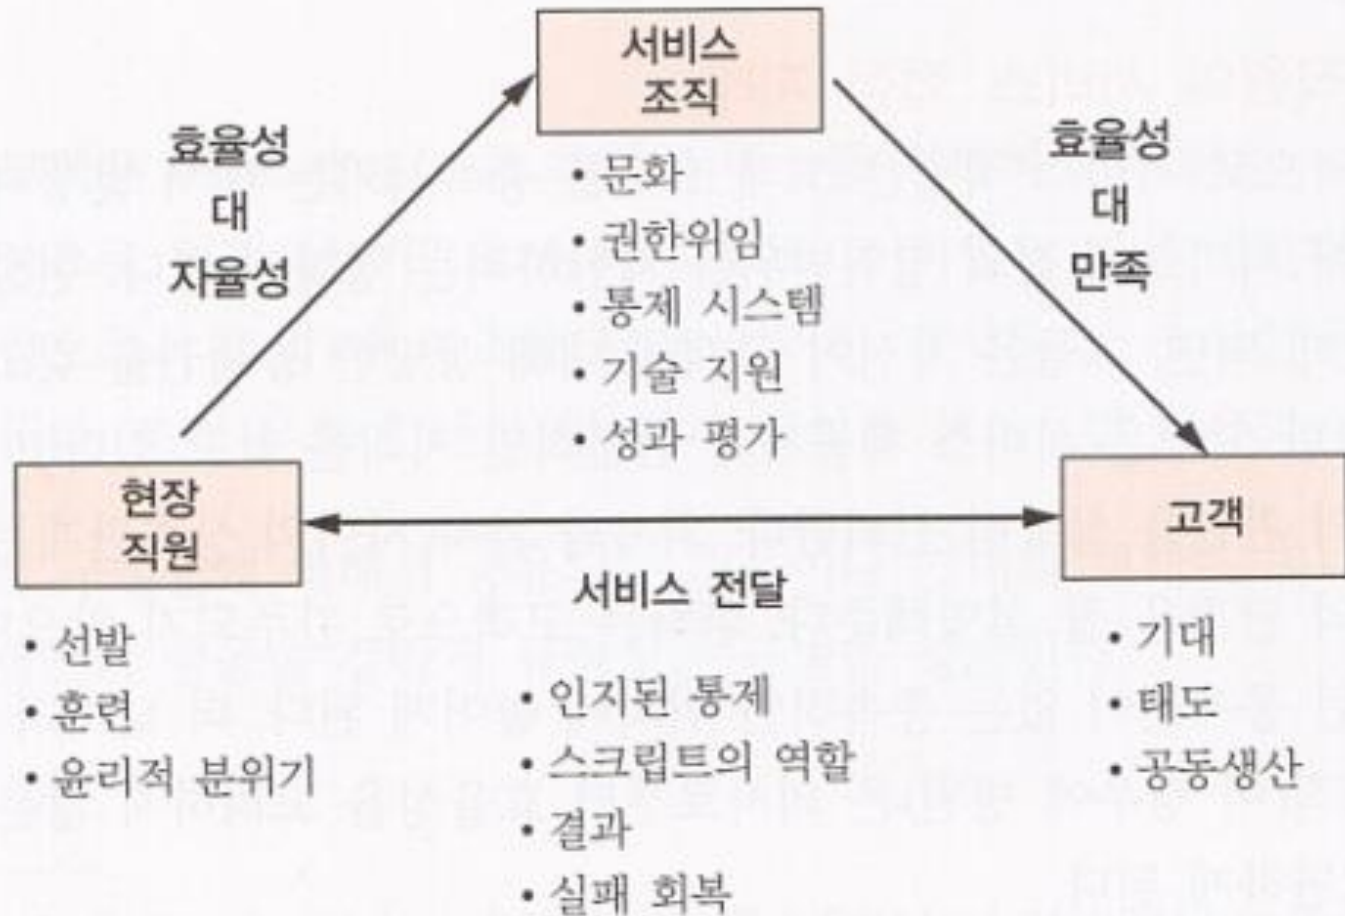 서비스
조직
효율성
대
자율성
효율성
대
만족
• 문화
• 권한위임
• 통제 시스템
• 기술 지원
• 성과 평가
현장
직원
고객
서비스 전달
• 선발
• 훈련
• 윤리적 분위기
• 인지된 통제
• 스크립트의 역할
• 결과
• 실패 회복
• 기대
• 태도
• 공동생산